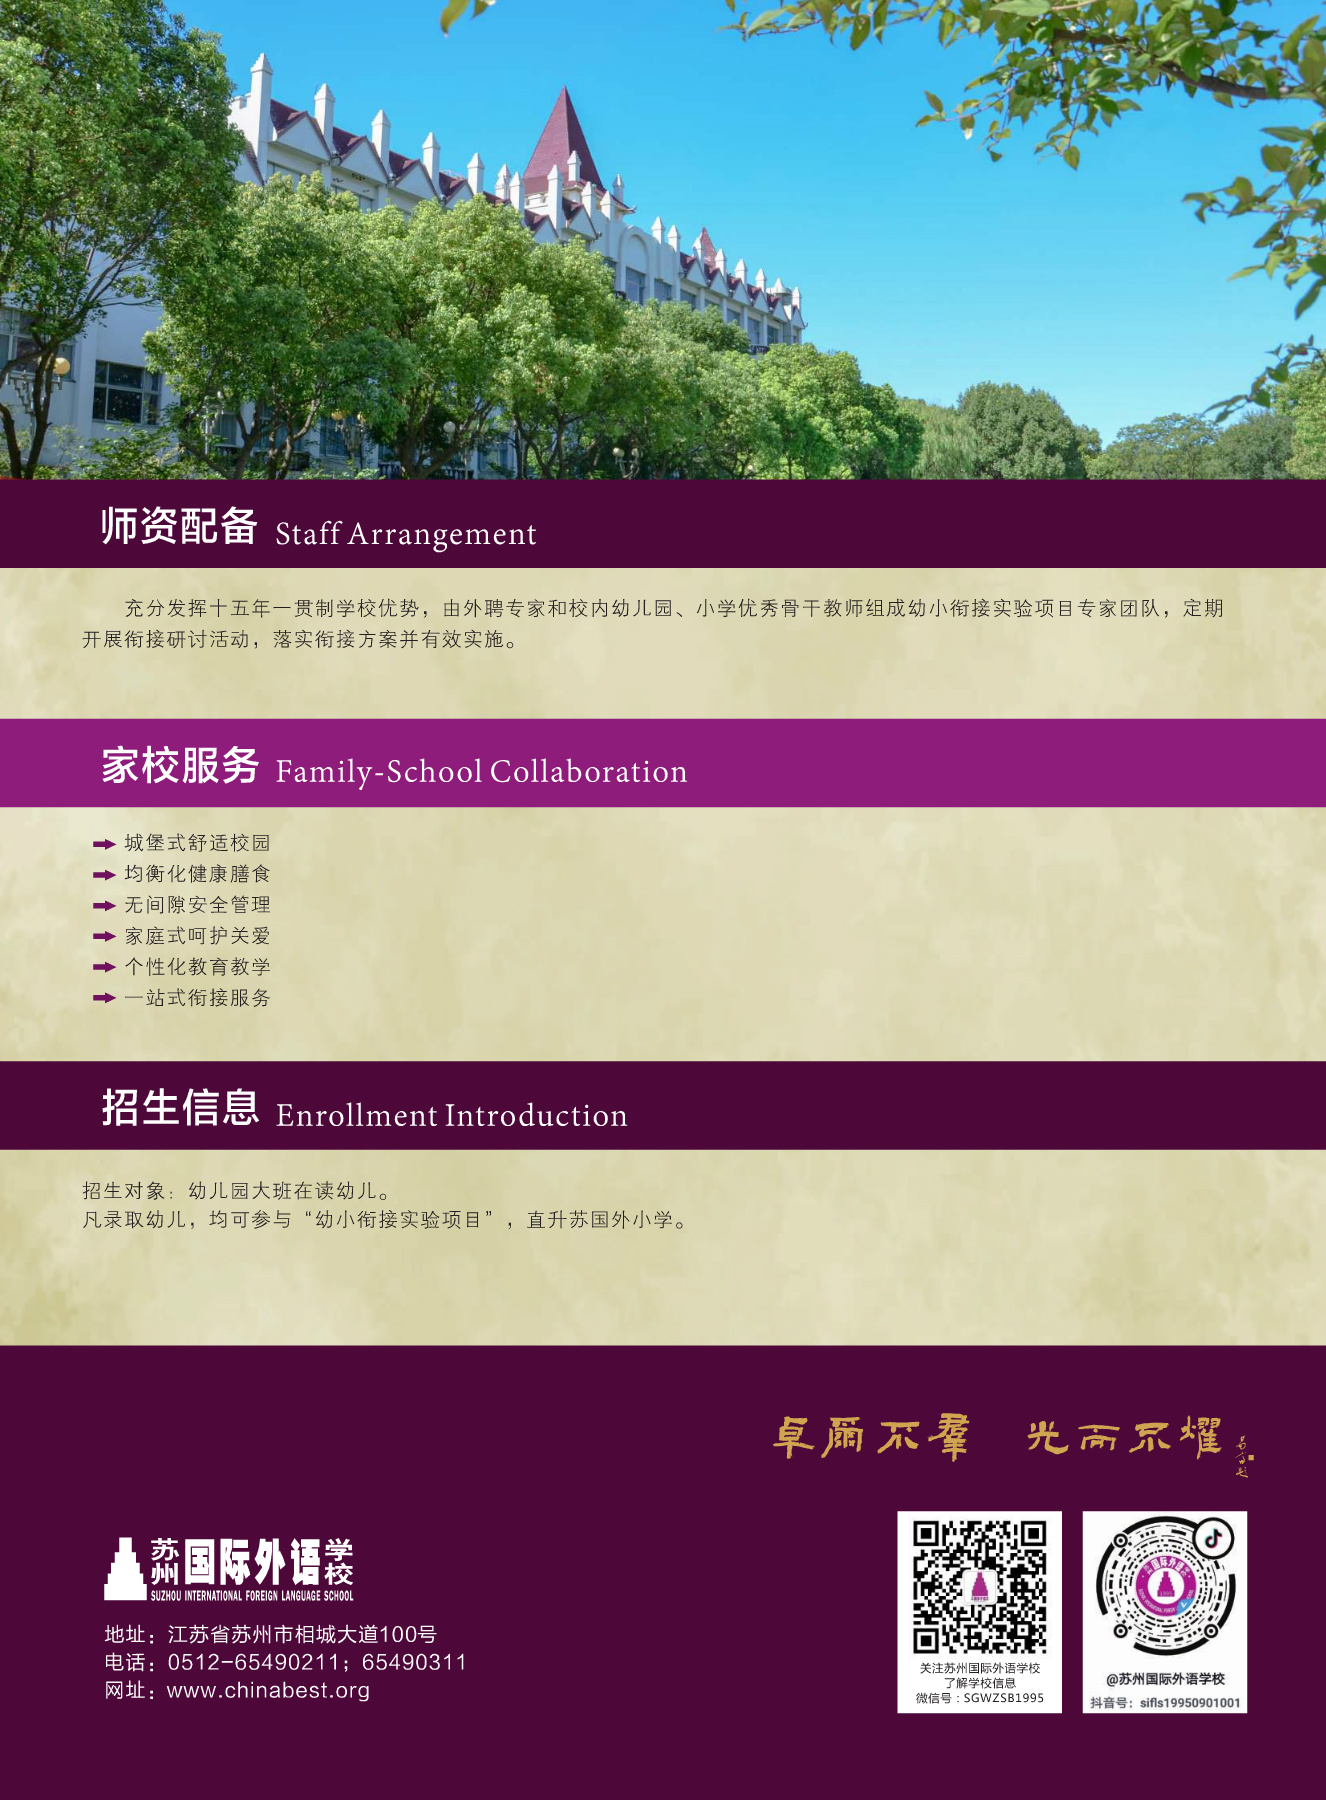 师资配备 Staff Arrangement
充分发挥十五年一贯制学校优势，由外聘专家和校内幼儿园、小学优秀骨干教师组成幼小衔接实验项目专家团队，定期
开展衔接研讨活动，落实衔接方案并有效实施。
家校服务 Family-School Collaboration
城堡式舒适校园
均衡化健康膳食
无间隙安全管理
家庭式呵护关爱
个性化教育教学
一站式衔接服务
招生信息 Enrollment Introduction
招生对象：幼儿园大班在读幼儿。
凡录取幼儿，均可参与“幼小衔接实验项目”，直升苏国外小学。
卓爾不羣 光而不燿
苏州国际外语学校
SUZHOU INTERNATIONAL FOREIGN LANGUAGE SCHOOL
地址：江苏省苏州市相城大道100号
电话：0512-65490211；65490311
网址：www.chinabest.org
关注苏州国际外语学校
了解学校信息
微信号：SGWZSB1995
@苏州国际外语学校
抖音号：sifls19950901001